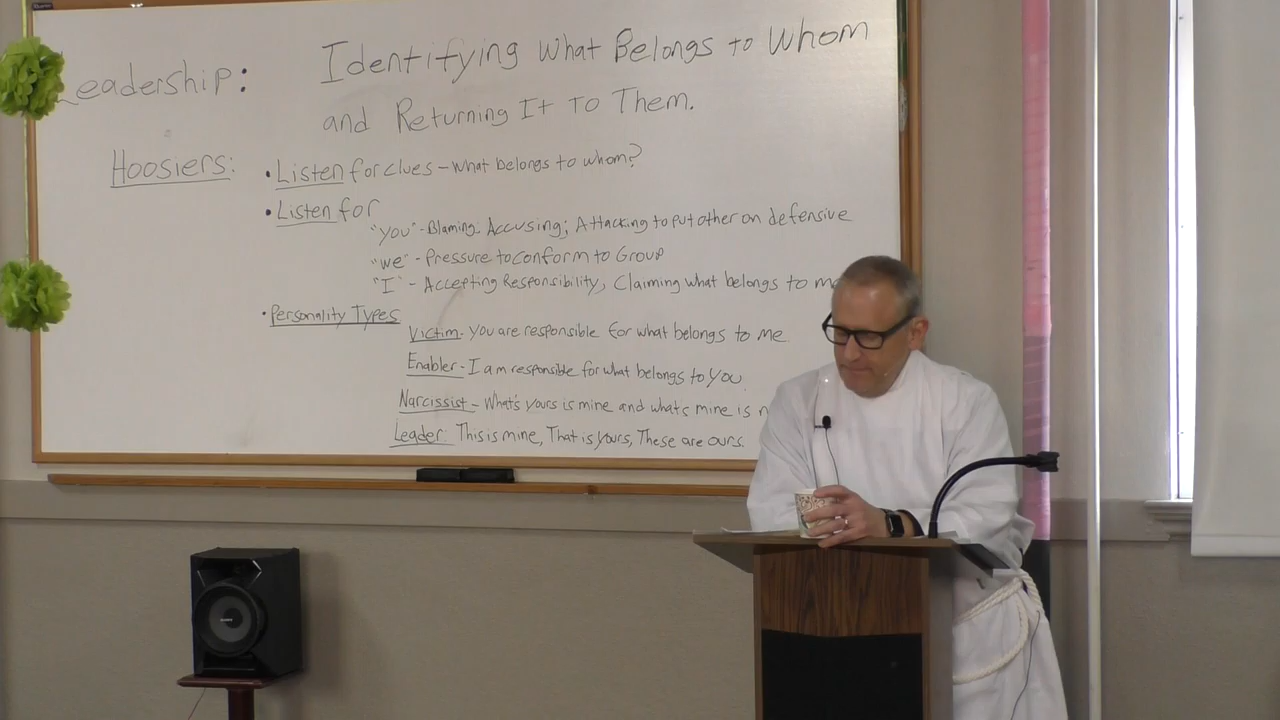 Leadership: Identifying What Belongs to Whom
and Returning It To Them.
Hoosiers: • Listen for clues - what belongs to whom?
• Listen for
"you" - Blaming: Accusing; Attacking to put other on defensive
"we" - Pressure to conform to Group
"I" - Accepting Responsibility, Claiming what belongs to
• Personality Types
Victim - You are responsible for what belongs to me
Enabler - I am responsible for what belongs to you.
Narcissist - What's yours is mine and what's mine is
Leader: This is mine, That is yours, These are ours.